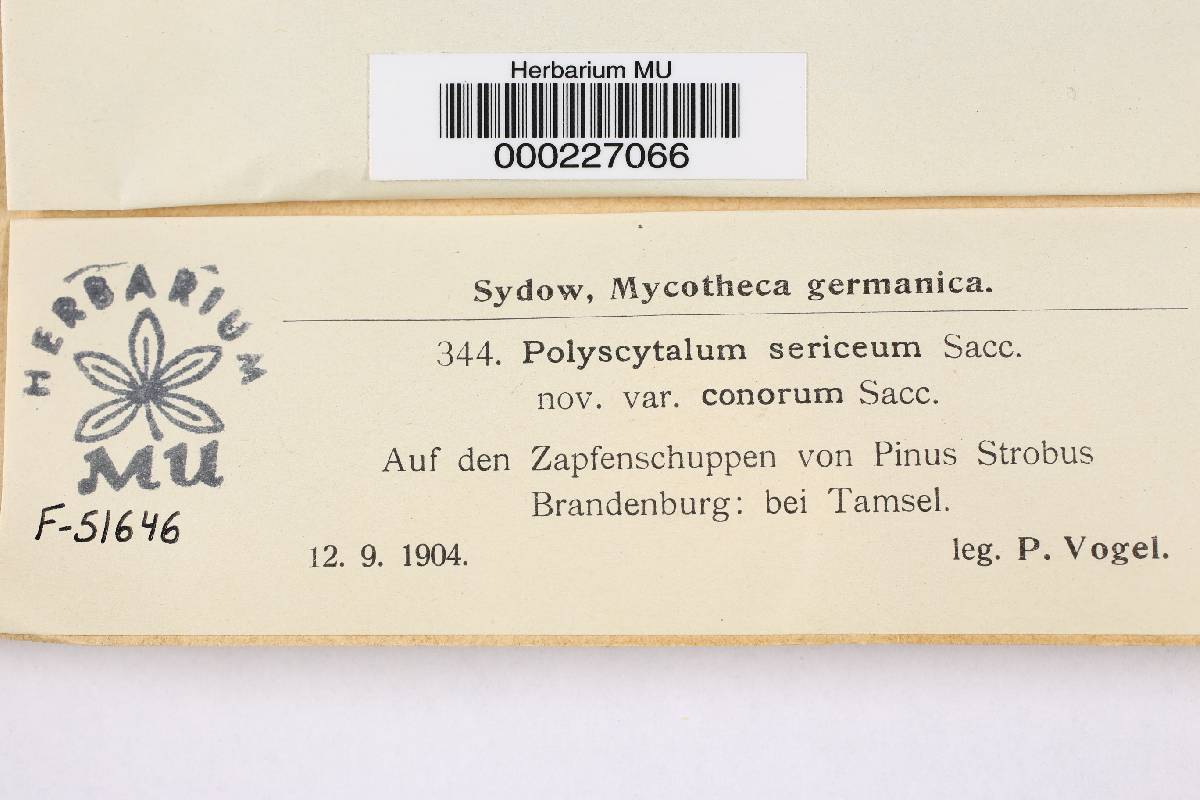 Herbarium MU
000227066
HERBARIUM
MU
F-51646
Sydow, Mycotheca germanica.
344. Polyscytalum sericeum Sacc.
nov. var. conorum Sacc.
Auf den Zapfenschuppen von Pinus Strobus
Brandenburg: bei Tamsel.
12. 9. 1904. leg. P. Vogel.